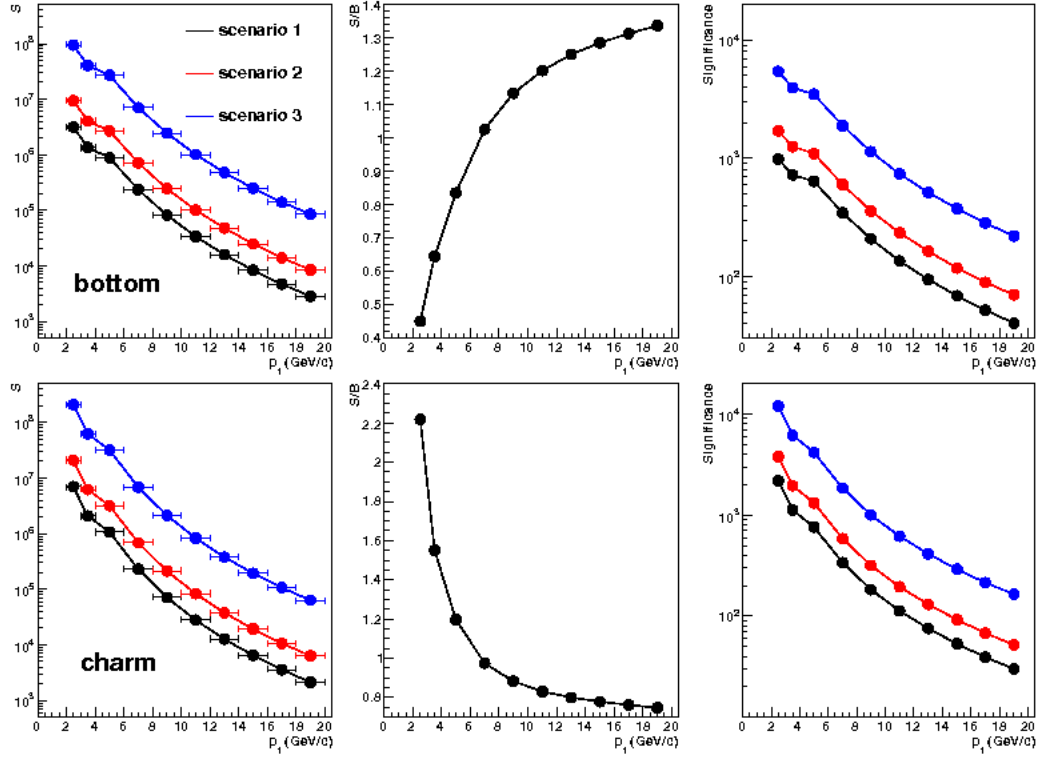 S
10⁸
10⁷
10⁶
10⁵
10⁴
10³
scenario 1
scenario 2
scenario 3
bottom
0 2 4 6 8 10 12 14 16 18 20
p_t (GeV/c)
S/B
1.4
1.3
1.2
1.1
1
0.9
0.8
0.7
0.6
0.5
0.4
0 2 4 6 8 10 12 14 16 18 20
p_t (GeV/c)
Significance
10⁴
10³
10²
0 2 4 6 8 10 12 14 16 18 20
p_t (GeV/c)
S
10⁸
10⁷
10⁶
10⁵
10⁴
10³
charm
0 2 4 6 8 10 12 14 16 18 20
p_t (GeV/c)
S/B
2.4
2.2
2
1.8
1.6
1.4
1.2
1
0.8
0 2 4 6 8 10 12 14 16 18 20
p_t (GeV/c)
Significance
10⁴
10³
10²
0 2 4 6 8 10 12 14 16 18 20
p_t (GeV/c)